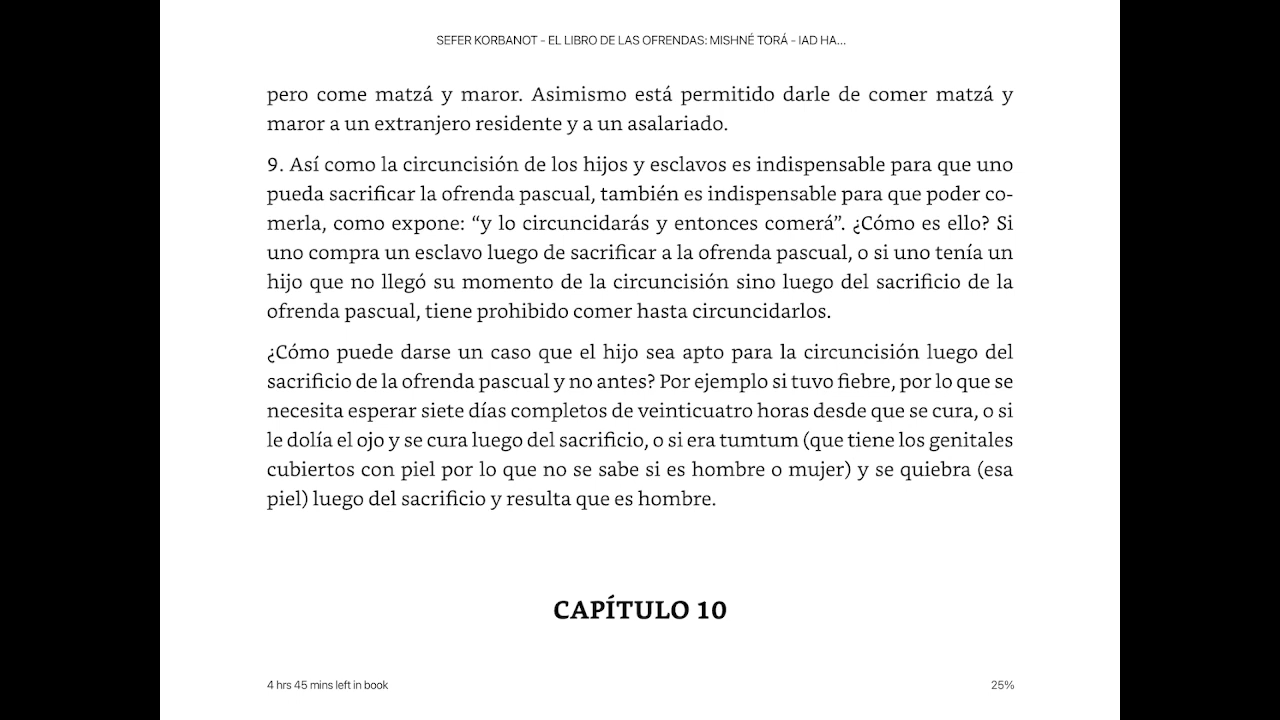 SEFER KORBANOT - EL LIBRO DE LAS OFRENDAS: MISHNÉ TORÁ - IAD HA...
pero come matzá y maror. Asimismo está permitido darle de comer matzá y
maror a un extranjero residente y a un asalariado.
9. Así como la circuncisión de los hijos y esclavos es indispensable para que uno
pueda sacrificar la ofrenda pascual, también es indispensable para que poder co-
merla, como expone: “y lo circuncidarás y entonces comerá”. ¿Cómo es ello? Si
uno compra un esclavo luego de sacrificar a la ofrenda pascual, o si uno tenía un
hijo que no llegó su momento de la circuncisión sino luego del sacrificio de la
ofrenda pascual, tiene prohibido comer hasta circuncidarlos.
¿Cómo puede darse un caso que el hijo sea apto para la circuncisión luego del
sacrificio de la ofrenda pascual y no antes? Por ejemplo si tuvo fiebre, por lo que se
necesita esperar siete días completos de veinticuatro horas desde que se cura, o si
le dolía el ojo y se cura luego del sacrificio, o si era tumtum (que tiene los genitales
cubiertos con piel por lo que no se sabe si es hombre o mujer) y se quiebra (esa
piel) luego del sacrificio y resulta que es hombre.
CAPÍTULO 10
4 hrs 45 mins left in book
25%